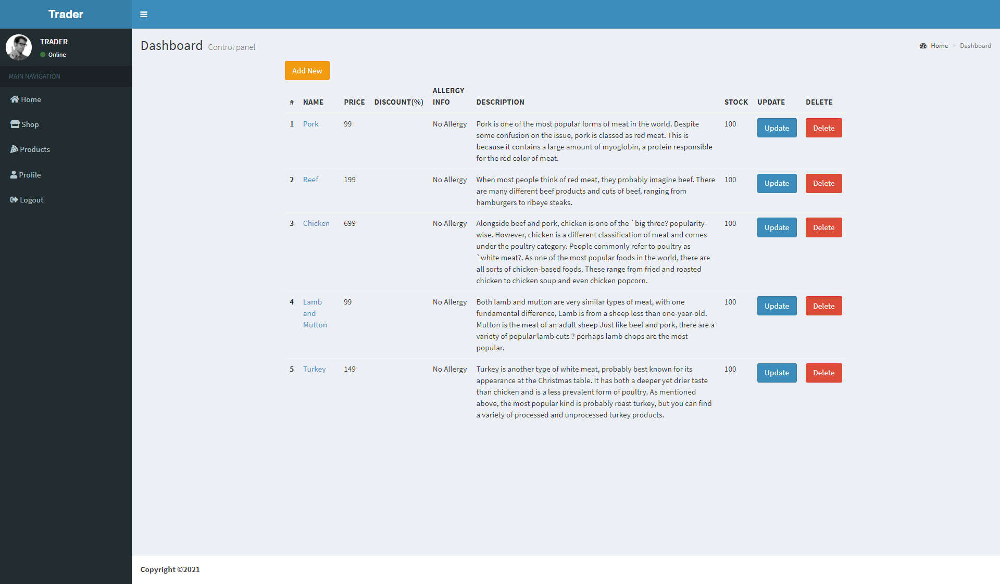 Trader
TRADER
Online
MAIN NAVIGATION
Home
Shop
Products
Profile
Logout
Dashboard Control panel
Home > Dashboard
Add New
# NAME PRICE DISCOUNT(%) ALLERGY INFO DESCRIPTION STOCK UPDATE DELETE
1 Pork 99 No Allergy Pork is one of the most popular forms of meat in the world. Despite 100 Update Delete
some confusion on the issue, pork is classed as red meat. This is
because it contains a large amount of myoglobin, a protein responsible
for the red color of meat.
2 Beef 199 No Allergy When most people think of red meat, they probably imagine beef. There 100 Update Delete
are many different beef products and cuts of beef, ranging from
hamburgers to ribeye steaks.
3 Chicken 699 No Allergy Alongside beef and pork, chicken is one of the `big three? popularity- 100 Update Delete
wise. However, chicken is a different classification of meat and comes
under the poultry category. People commonly refer to poultry as
`white meat?. As one of the most popular foods in the world, there are
all sorts of chicken-based foods. These range from fried and roasted
chicken to chicken soup and even chicken popcorn.
4 Lamb 99 No Allergy Both lamb and mutton are very similar types of meat, with one 100 Update Delete
and fundamental difference, Lamb is from a sheep less than one-year-old.
Mutton Mutton is the meat of an adult sheep Just like beef and pork, there are a
variety of popular lamb cuts ? perhaps lamb chops are the most
popular.
5 Turkey 149 No Allergy Turkey is another type of white meat, probably best known for its 100 Update Delete
appearance at the Christmas table. It has both a deeper yet drier taste
than chicken and is a less prevalent form of poultry. As mentioned
above, the most popular kind is probably roast turkey, but you can find
a variety of processed and unprocessed turkey products.
Copyright ©2021